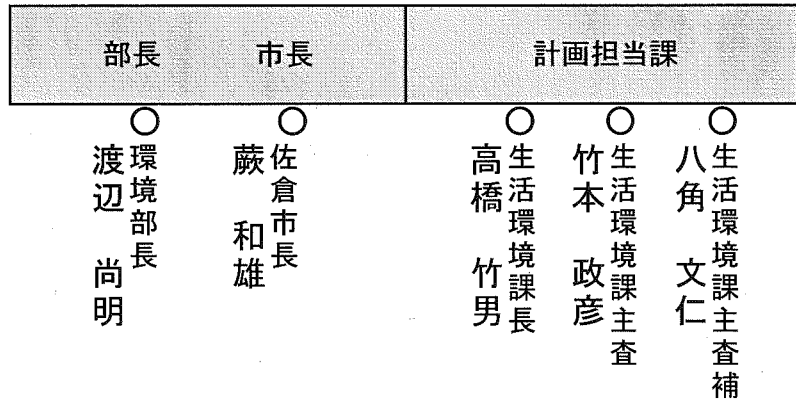 部長
市長
計画担当課
○
環境部長
渡辺 尚明
○
佐倉市長
蕨 和雄
○
生活環境課長
高橋 竹男
○
生活環境課主査
竹本 政彦
○
生活環境課主査補
八角 文仁